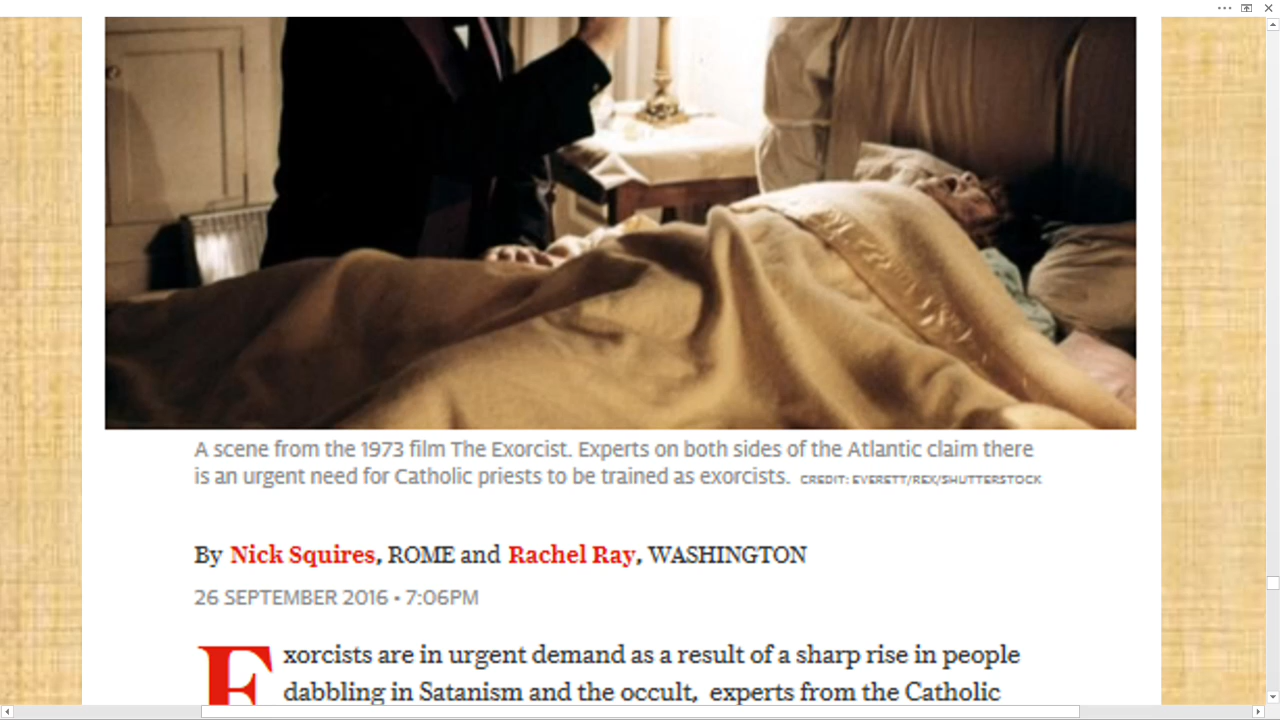 A scene from the 1973 film The Exorcist. Experts on both sides of the Atlantic claim there
is an urgent need for Catholic priests to be trained as exorcists. CREDIT: EVERETT/REX/SHUTTERSTOCK
By Nick Squires, ROME and Rachel Ray, WASHINGTON
26 SEPTEMBER 2016 • 7:06PM
Exorcists are in urgent demand as a result of a sharp rise in people
dabbling in Satanism and the occult, experts from the Catholic